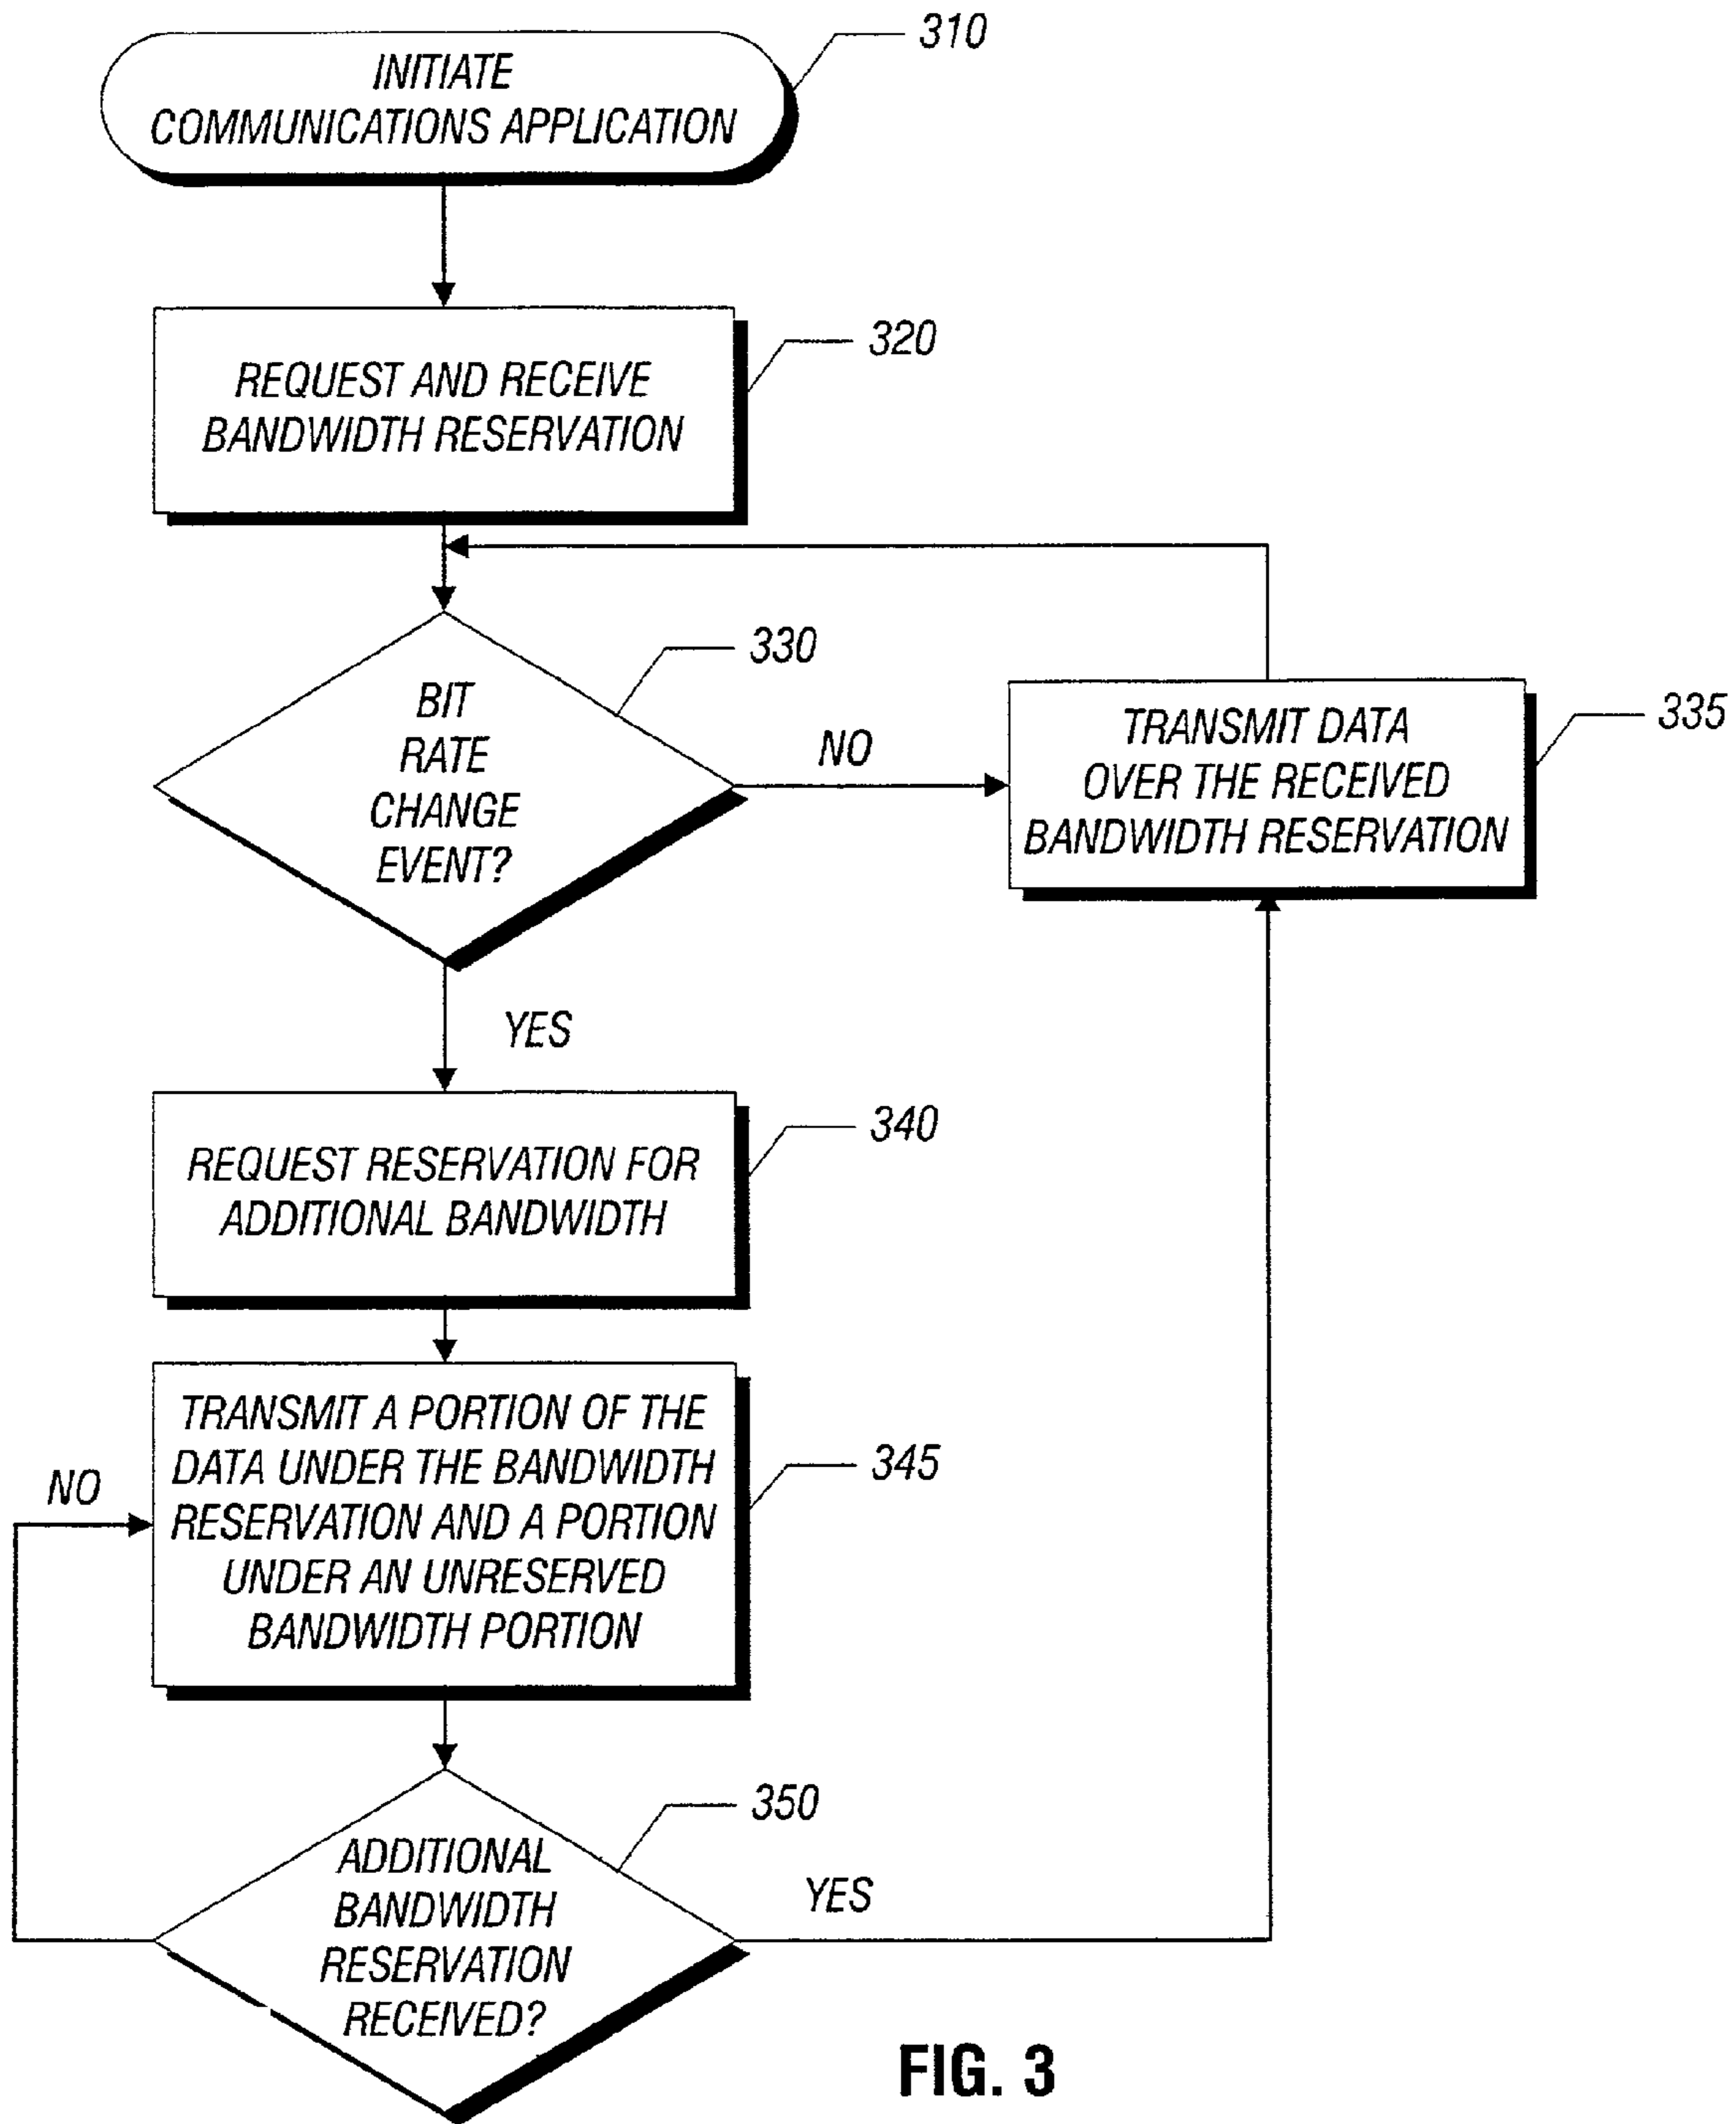 310
INITIATE
COMMUNICATIONS APPLICATION
320
REQUEST AND RECEIVE
BANDWIDTH RESERVATION
330
BIT
RATE
CHANGE
EVENT?
NO
335
TRANSMIT DATA
OVER THE RECEIVED
BANDWIDTH RESERVATION
YES
340
REQUEST RESERVATION FOR
ADDITIONAL BANDWIDTH
345
TRANSMIT A PORTION OF THE
DATA UNDER THE BANDWIDTH
RESERVATION AND A PORTION
UNDER AN UNRESERVED
BANDWIDTH PORTION
NO
350
ADDITIONAL
BANDWIDTH
RESERVATION
RECEIVED?
YES
FIG. 3